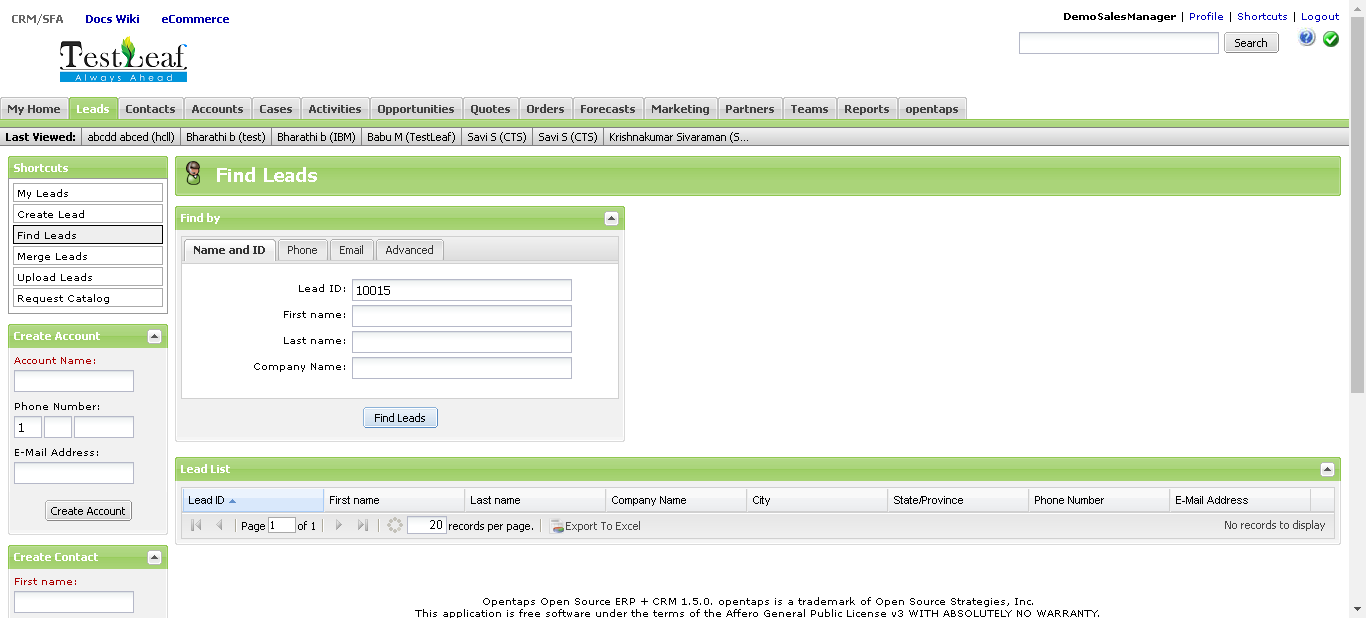 CRM/SFA Docs Wiki eCommerce
DemoSalesManager | Profile | Shortcuts | Logout
TestLeaf
Always Ahead
Search
My Home Leads Contacts Accounts Cases Activities Opportunities Quotes Orders Forecasts Marketing Partners Teams Reports opentaps
Last Viewed: abcdd abced (hcl) Bharathi b (test) Bharathi b (IBM) Babu M (TestLeaf) Savi S (CTS) Savi S (CTS) Krishnakumar Sivaraman (S...
Shortcuts
My Leads
Create Lead
Find Leads
Merge Leads
Upload Leads
Request Catalog
Create Account
Account Name:
Phone Number:
1
E-Mail Address:
Create Account
Create Contact
First name:
Find Leads
Find by
Name and ID Phone Email Advanced
Lead ID: 10015
First name:
Last name:
Company Name:
Find Leads
Lead List
Lead ID First name Last name Company Name City State/Province Phone Number E-Mail Address
Page 1 of 1 20 records per page. Export To Excel No records to display
Opentaps Open Source ERP + CRM 1.5.0. opentaps is a trademark of Open Source Strategies, Inc.
This application is free software under the terms of the Affero General Public License v3 WITH ABSOLUTELY NO WARRANTY.